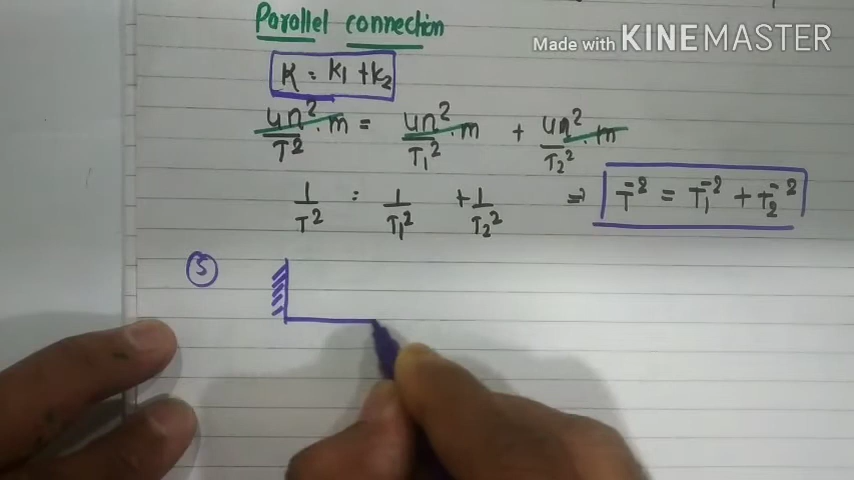 Parallel connection
Made with KINEMASTER
K = k₁ + k₂
4π²/T² · m = 4π²/T₁² · m + 4π²/T₂² · m
1/T² = 1/T₁² + 1/T₂² ⇒ T⁻² = T₁⁻² + T₂⁻²
5